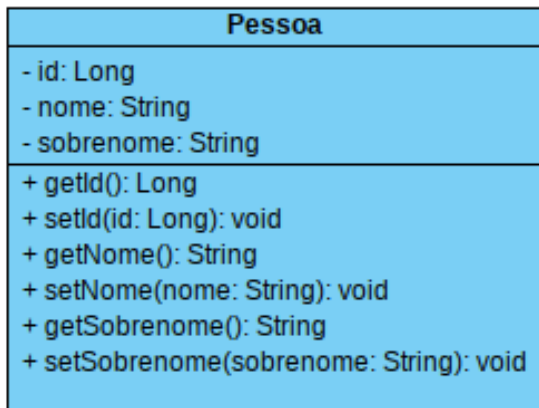 Pessoa
- id: Long
- nome: String
- sobrenome: String
+ getId(): Long
+ setId(id: Long): void
+ getNome(): String
+ setNome(nome: String): void
+ getSobrenome(): String
+ setSobrenome(sobrenome: String): void